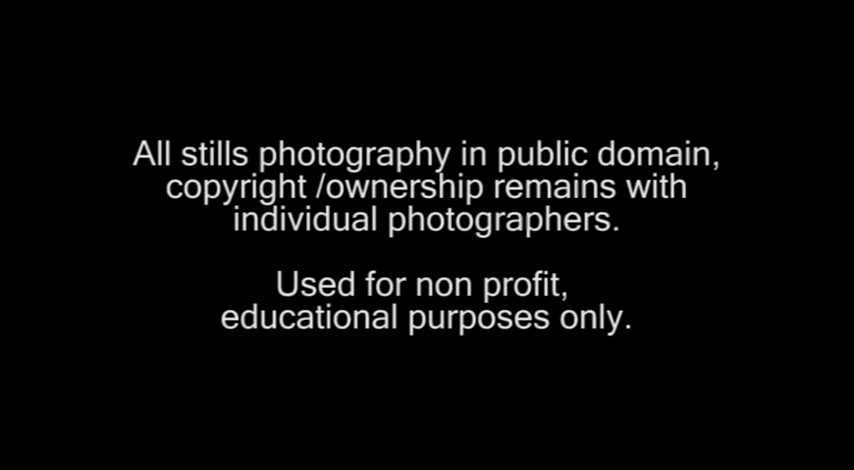 All stills photography in public domain,
copyright /ownership remains with
individual photographers.
Used for non profit,
educational purposes only.